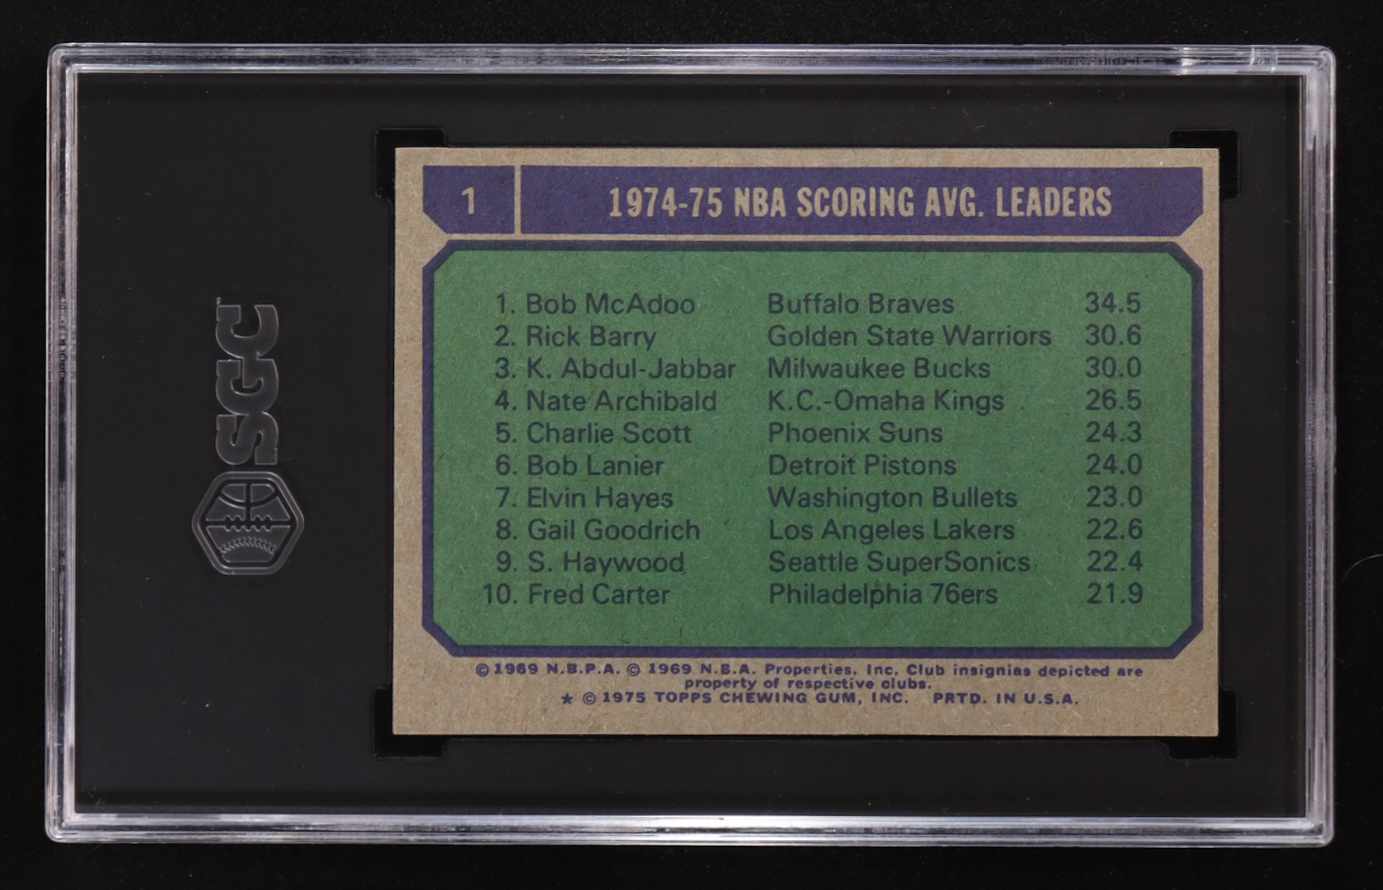 1 1974-75 NBA SCORING AVG. LEADERS
1. Bob McAdoo Buffalo Braves 34.5
2. Rick Barry Golden State Warriors 30.6
3. K. Abdul-Jabbar Milwaukee Bucks 30.0
4. Nate Archibald K.C.-Omaha Kings 26.5
5. Charlie Scott Phoenix Suns 24.3
6. Bob Lanier Detroit Pistons 24.0
7. Elvin Hayes Washington Bullets 23.0
8. Gail Goodrich Los Angeles Lakers 22.6
9. S. Haywood Seattle SuperSonics 22.4
10. Fred Carter Philadelphia 76ers 21.9
© 1969 N.B.P.A. © 1969 N.B.A. Properties, Inc. Club insignias depicted are
property of respective clubs.
★ © 1975 TOPPS CHEWING GUM, INC. PRTD. IN U.S.A.
SGC